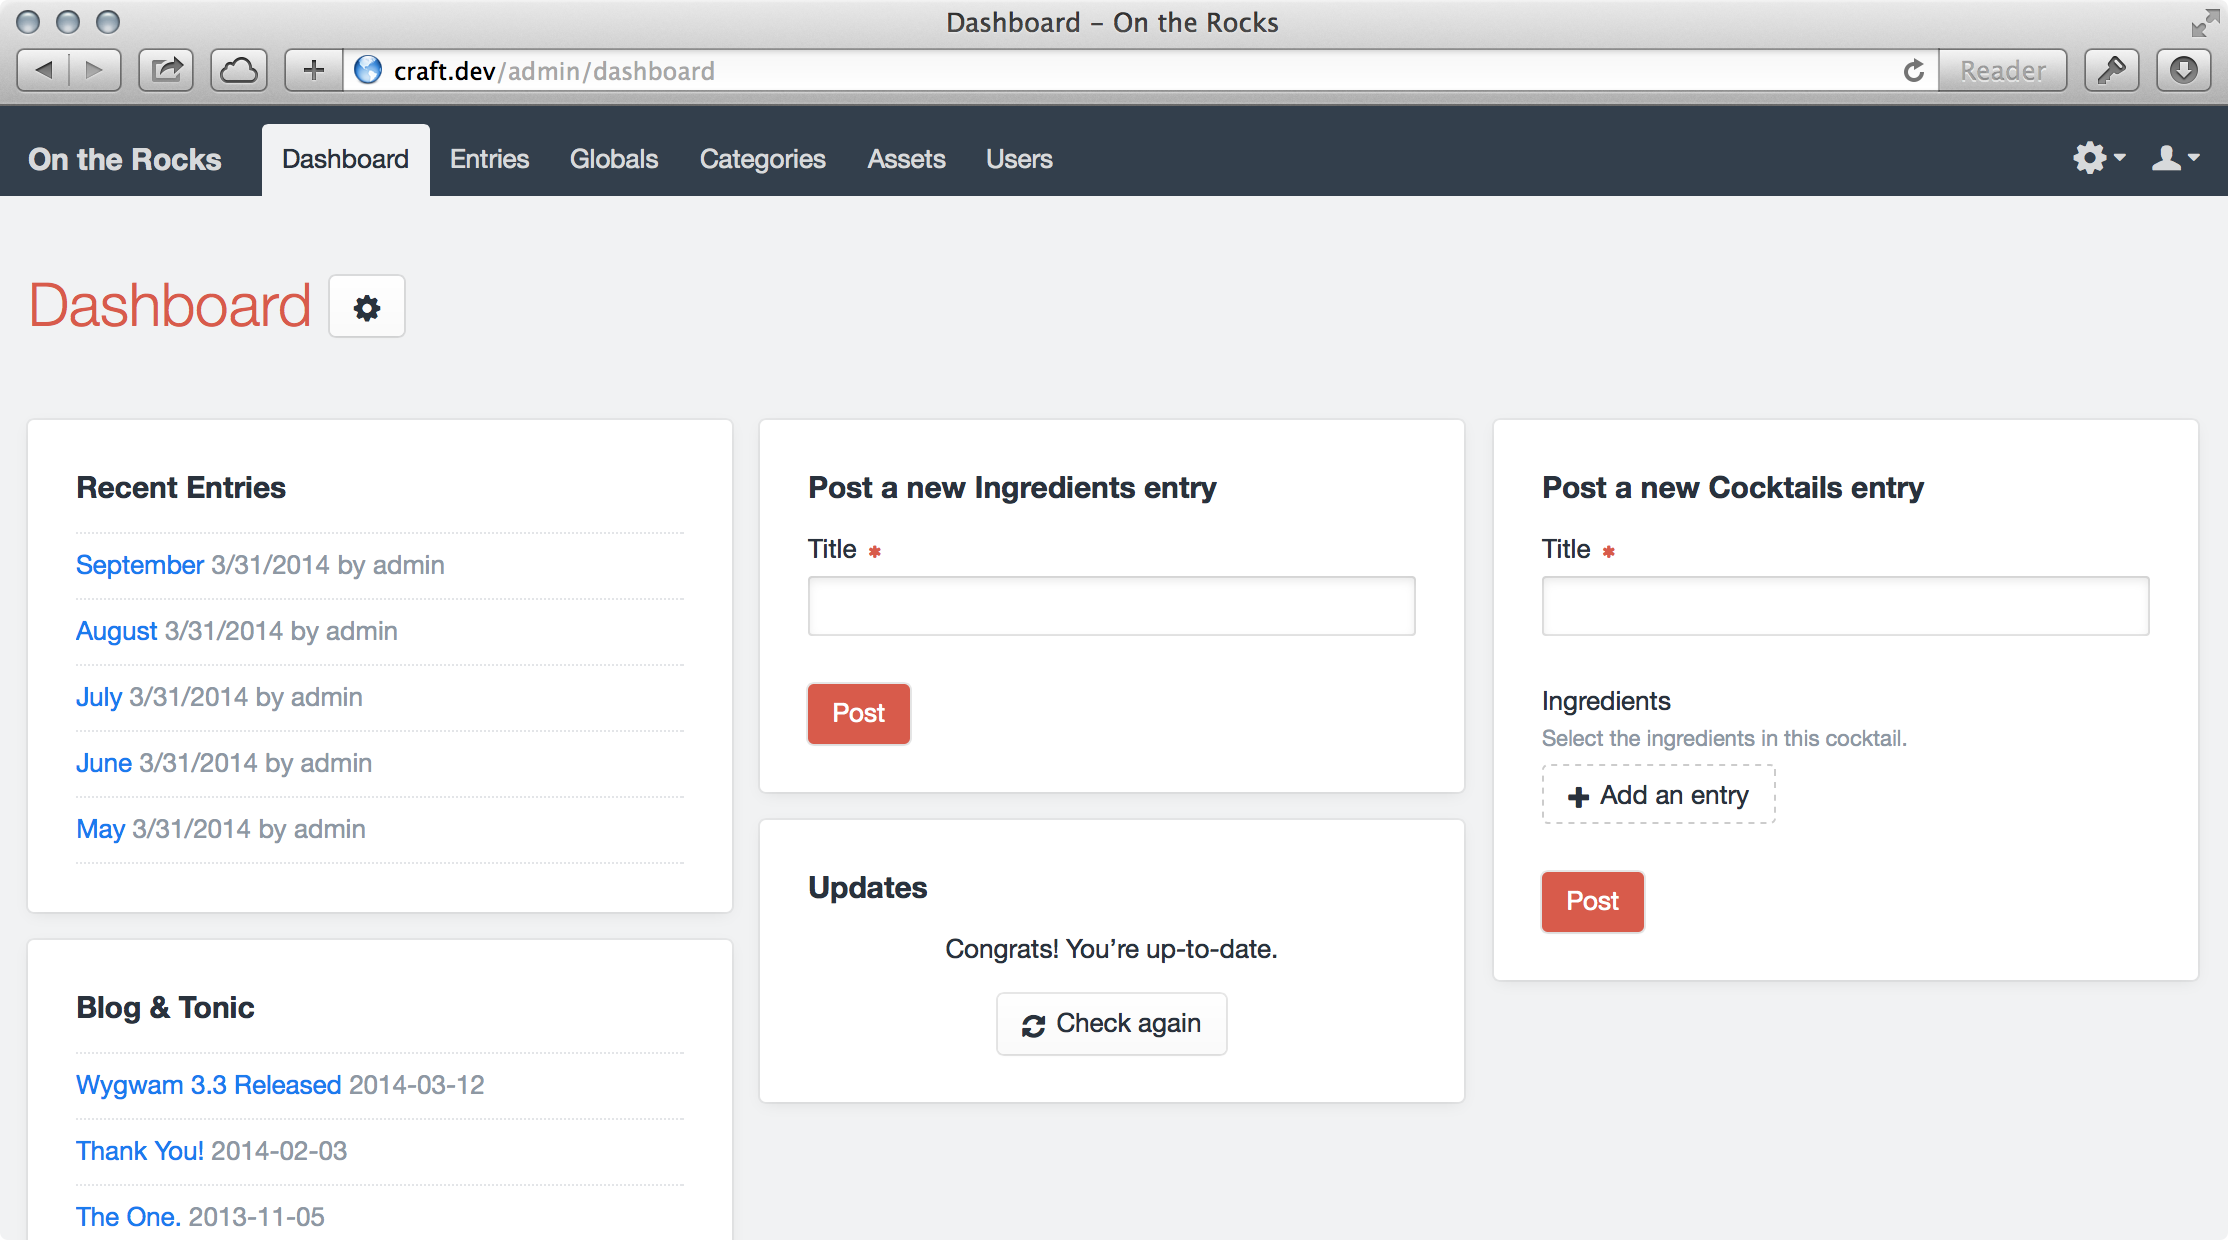 Dashboard – On the Rocks
craft.dev/admin/dashboard
Reader
On the Rocks
Dashboard
Entries
Globals
Categories
Assets
Users
Dashboard
Recent Entries
September 3/31/2014 by admin
August 3/31/2014 by admin
July 3/31/2014 by admin
June 3/31/2014 by admin
May 3/31/2014 by admin
Blog & Tonic
Wygwam 3.3 Released 2014-03-12
Thank You! 2014-02-03
The One. 2013-11-05
Post a new Ingredients entry
Title *
Post
Updates
Congrats! You’re up-to-date.
Check again
Post a new Cocktails entry
Title *
Ingredients
Select the ingredients in this cocktail.
Add an entry
Post